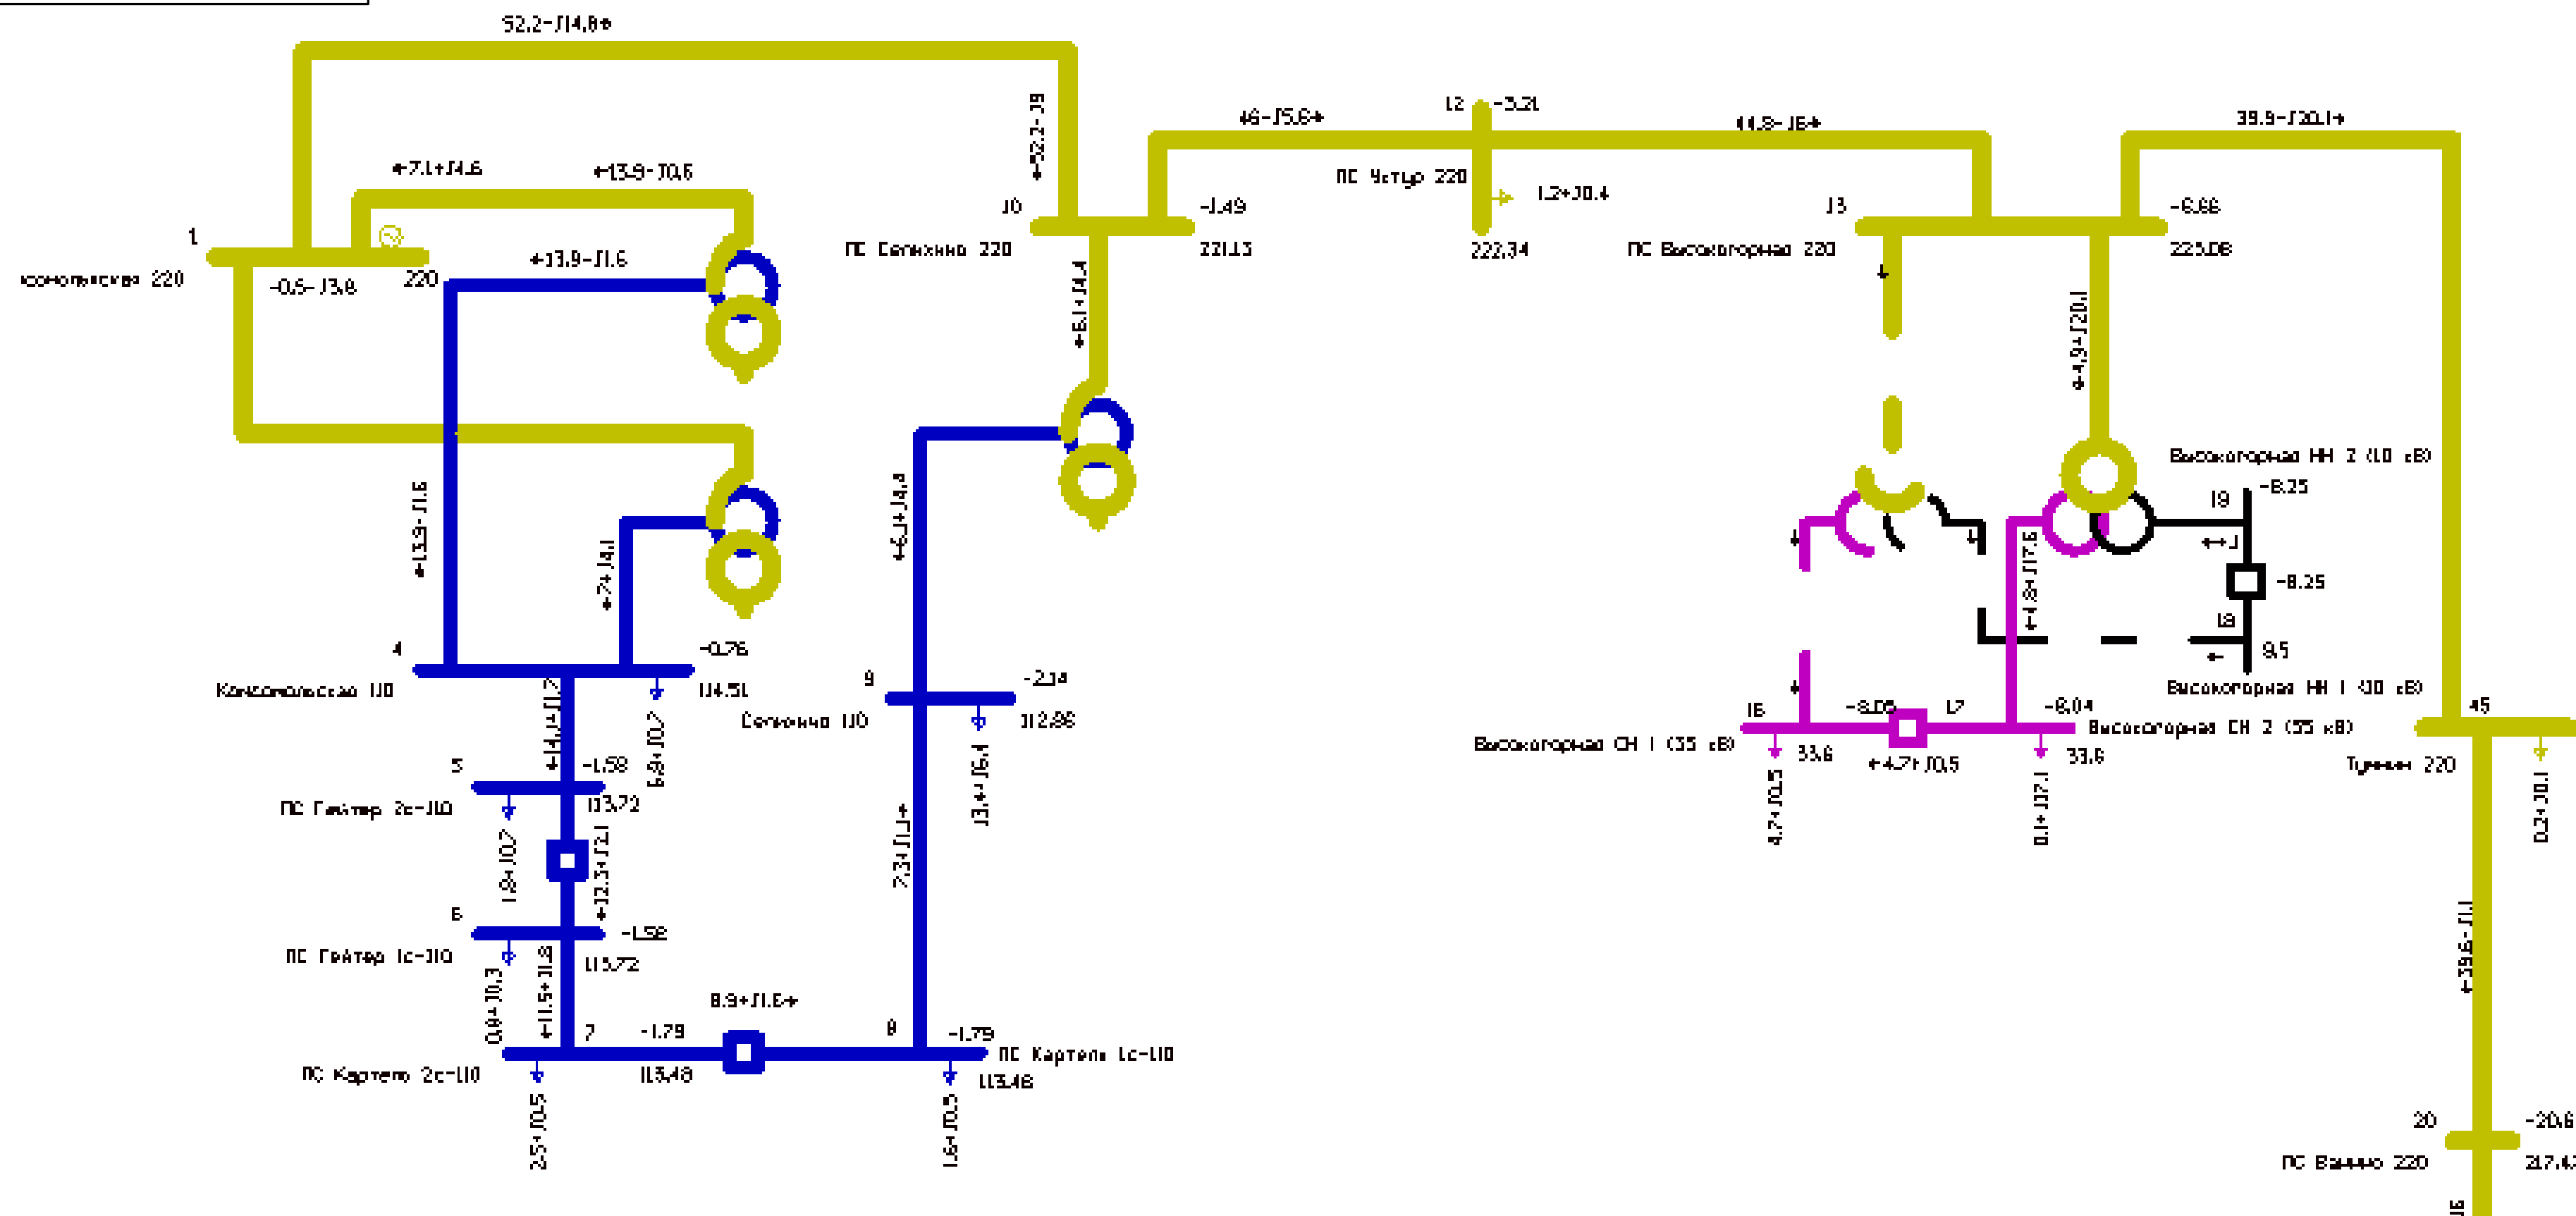 52.2-J14.8→
←52.2-J9
←7.1+J4.6
←13.9-J0.6
1
220
-0.5-J3.8
220
←13.9-J1.6
←13.9-J1.6
←7+J4.1
4
-0.76
Комсомольская 110
114.51
6.8+J0.7
5
-1.58
ПС Гейтер 2с-110
113.72
1.8+J0.7
←12.3+J2.1
6
-1.58
ПС Гейтер 1с-110
113.72
0.8+J0.3
←11.5+J1.8
7
-1.79
8.9+J1.6→
8
-1.79
ПС Картель 2с-110
113.48
ПС Картель 1с-110
113.48
2.5+J0.5
1.6+J0.5
10
-1.49
ПС Селихино 220
221.13
←6.1+J4.4
←6.1+J4.4
9
-2.14
Селихино 110
112.86
13.4+J6.4
7.3+J1.1→
46-J5.6→
12
-3.21
ПС Уктур 220
1.2+J0.4
222.34
44.8-J6→
13
-6.66
ПС Высокогорная 220
225.08
39.9-J20.1→
←4.9+J20.1
Высокогорная НН 2 (10 кВ)
19
-8.25
-8.25
18
9.5
Высокогорная НН 1 (10 кВ)
←4.8+J17.6
16
-8.05
17
-8.04
Высокогорная СН 1 (35 кВ)
33.6
←4.7+J0.5
33.6
Высокогорная СН 2 (35 кВ)
4.7+J0.5
0.1+J17.1
45
Тумнин 220
0.2+J0.1
←39.6-J1.1
20
-20.6
ПС Ванино 220